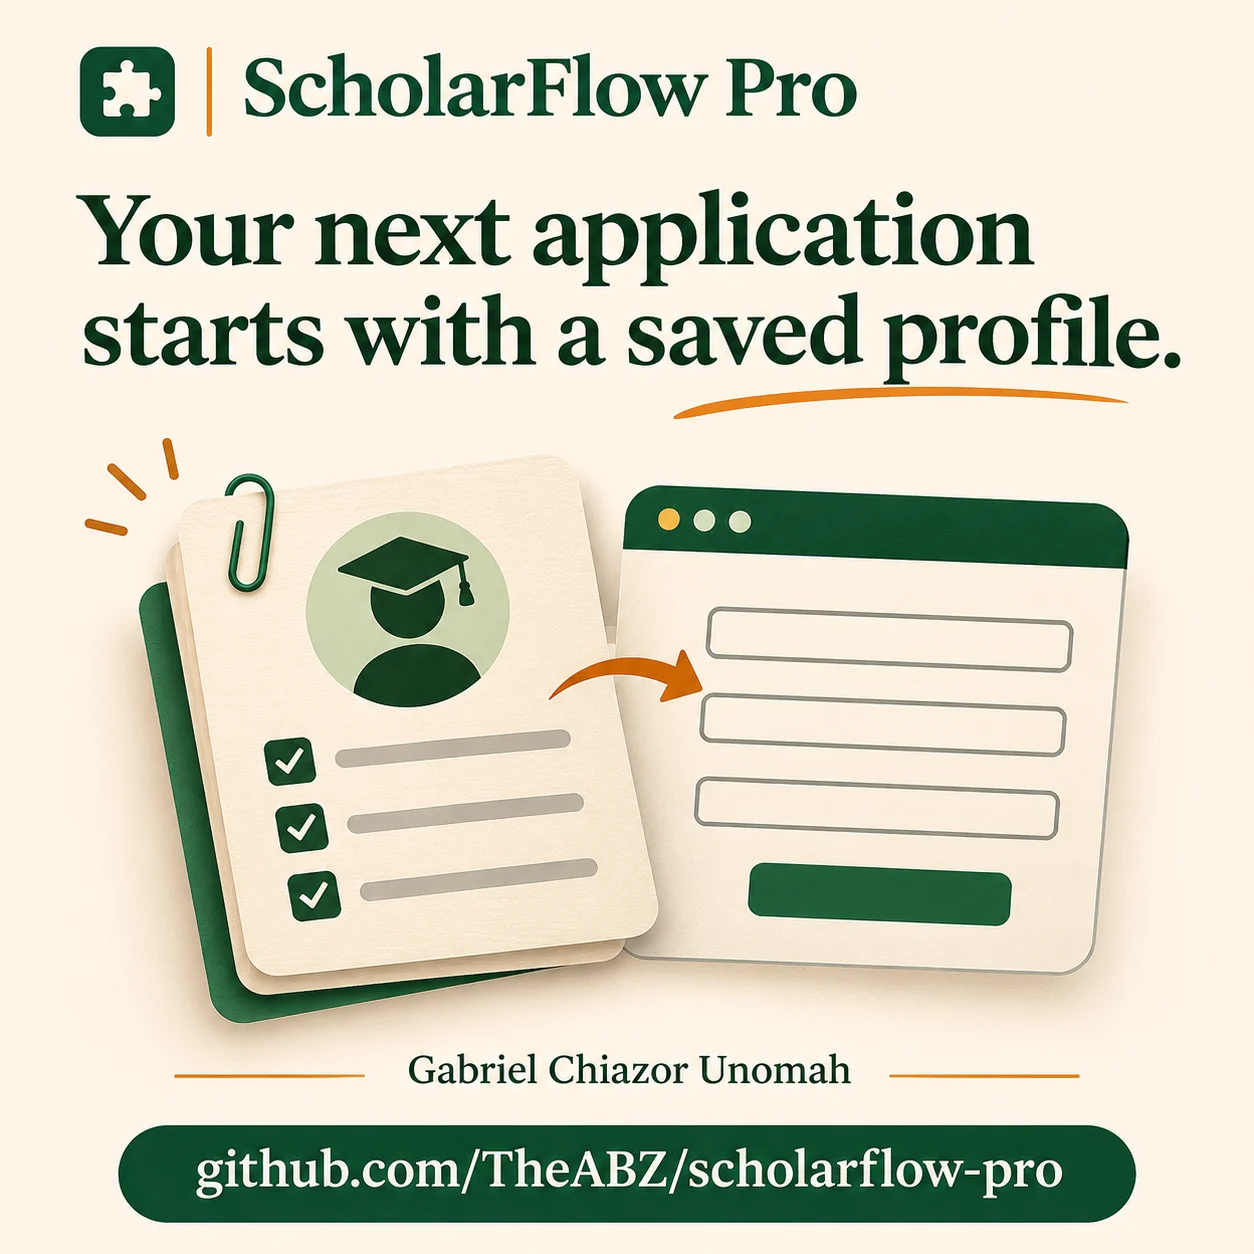 ScholarFlow Pro
Your next application
starts with a saved profile.
Gabriel Chiazor Unomah
github.com/TheABZ/scholarflow-pro